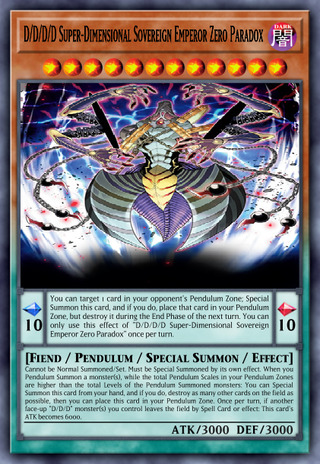 D/D/D/D Super-Dimensional Sovereign Emperor Zero Paradox
DARK
闇
You can target 1 card in your opponent's Pendulum Zone; Special
Summon this card, and if you do, place that card in your Pendulum
Zone, but destroy it during the End Phase of the next turn. You can
only use this effect of "D/D/D/D Super-Dimensional Sovereign
Emperor Zero Paradox" once per turn.
10
10
[Fiend / Pendulum / Special Summon / Effect]
Cannot be Normal Summoned/Set. Must be Special Summoned by its own effect. When you
Pendulum Summon a monster(s), while the total Pendulum Scales in your Pendulum Zones
are higher than the total Levels of the Pendulum Summoned monsters: You can Special
Summon this card from your hand, and if you do, destroy as many other cards on the field as
possible, then you can place this card in your Pendulum Zone. Once per turn, if another
face-up "D/D/D" monster(s) you control leaves the field by Spell Card or effect: This card's
ATK becomes 6000.
ATK/3000 DEF/3000